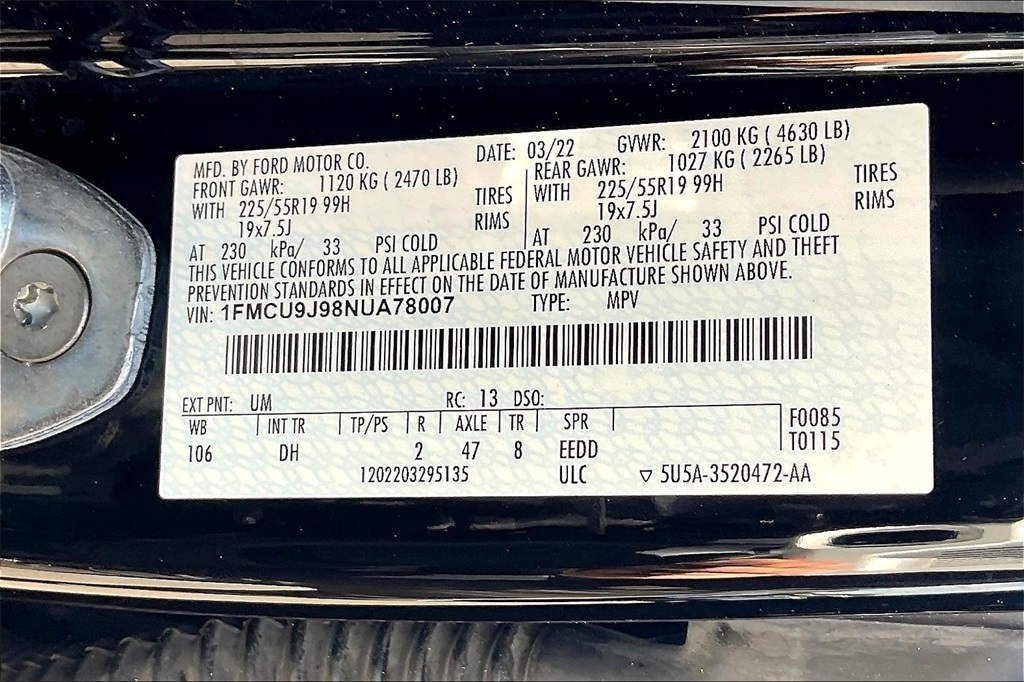 MFD. BY FORD MOTOR CO. DATE: 03/22 GVWR: 2100 KG ( 4630 LB)
FRONT GAWR: 1120 KG ( 2470 LB) REAR GAWR: 1027 KG ( 2265 LB)
WITH 225/55R19 99H TIRES WITH 225/55R19 99H TIRES
19x7.5J RIMS 19x7.5J RIMS
AT 230 kPa/ 33 PSI COLD AT 230 kPa/ 33 PSI COLD
THIS VEHICLE CONFORMS TO ALL APPLICABLE FEDERAL MOTOR VEHICLE SAFETY AND THEFT
PREVENTION STANDARDS IN EFFECT ON THE DATE OF MANUFACTURE SHOWN ABOVE.
VIN: 1FMCU9J98NUA78007 TYPE: MPV
EXT PNT: UM RC: 13 DSO:
WB INT TR TP/PS R AXLE TR SPR F0085
106 DH 2 47 8 EEDD T0115
1202203295135 ULC ▽ 5U5A-3520472-AA